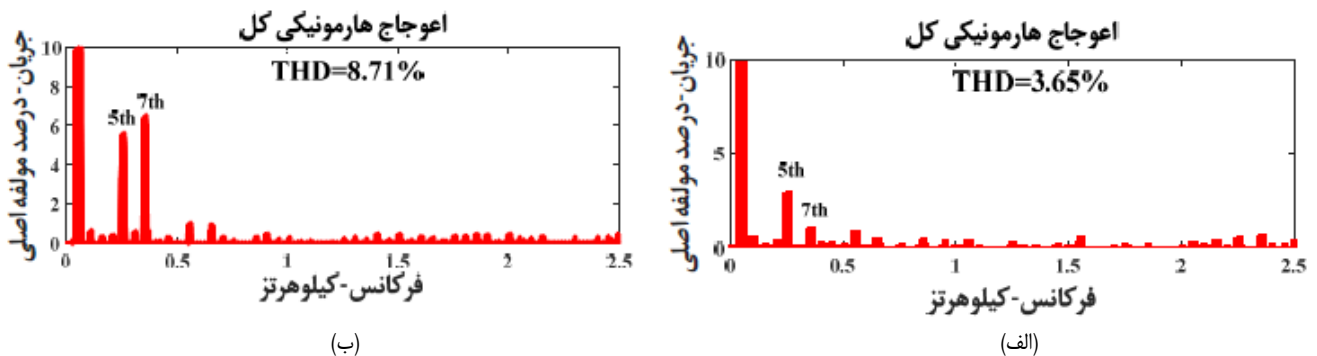 اعوجاج هارمونیکی کل
THD=3.65%
جریان-درصد مولفه اصلی
10
5
0
5th
7th
0 0.5 1 1.5 2 2.5
فرکانس-کیلوهرتز
(الف)
اعوجاج هارمونیکی کل
THD=8.71%
جریان-درصد مولفه اصلی
10
8
6
4
2
0
5th
7th
0 0.5 1 1.5 2 2.5
فرکانس-کیلوهرتز
(ب)